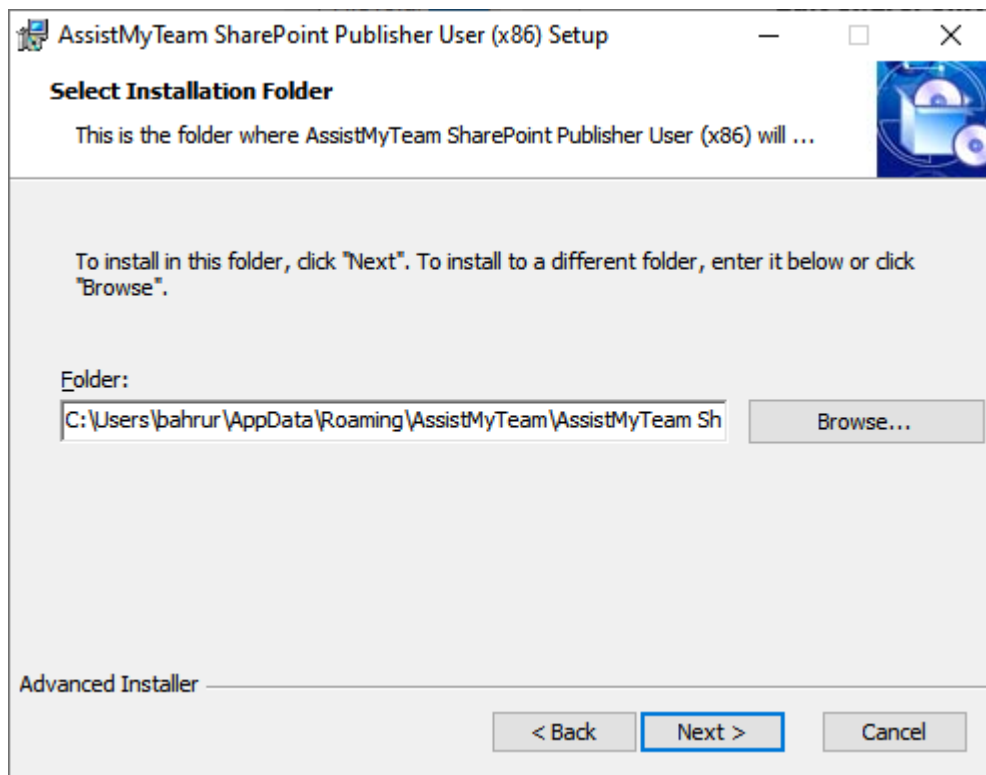 AssistMyTeam SharePoint Publisher User (x86) Setup
Select Installation Folder
This is the folder where AssistMyTeam SharePoint Publisher User (x86) will ...
To install in this folder, click "Next". To install to a different folder, enter it below or click
"Browse".
Folder:
C:\Users\bahrur\AppData\Roaming\AssistMyTeam\AssistMyTeam Sh
Browse...
Advanced Installer
< Back
Next >
Cancel